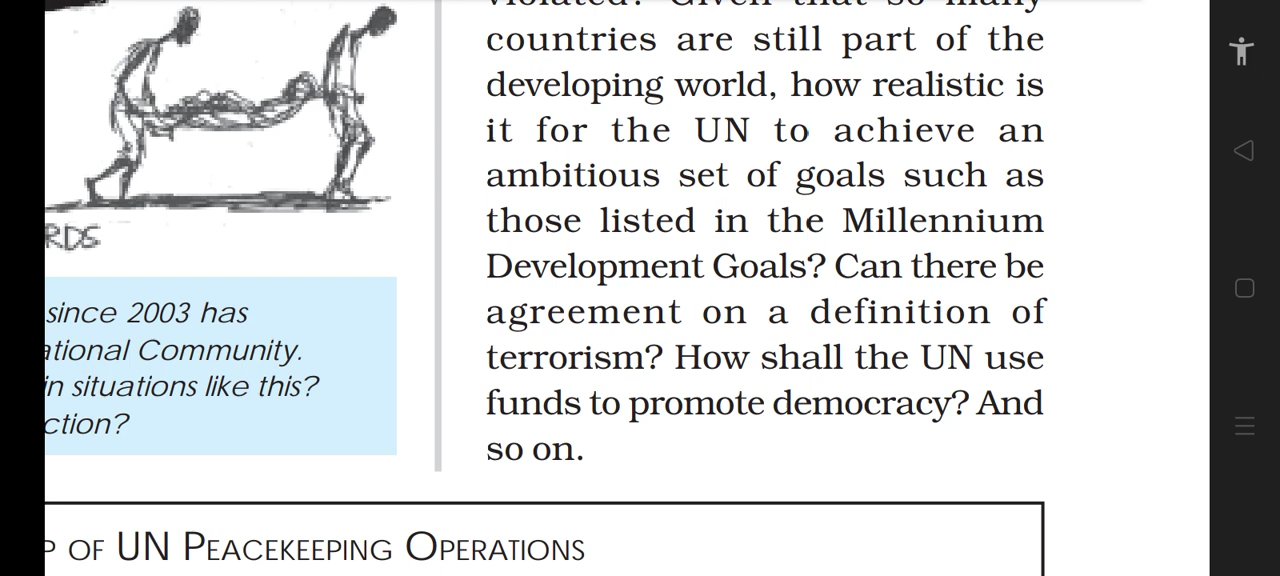 RDS
since 2003 has
ational Community.
in situations like this?
ction?
countries are still part of the
developing world, how realistic is
it for the UN to achieve an
ambitious set of goals such as
those listed in the Millennium
Development Goals? Can there be
agreement on a definition of
terrorism? How shall the UN use
funds to promote democracy? And
so on.
P OF UN PEACEKEEPING OPERATIONS